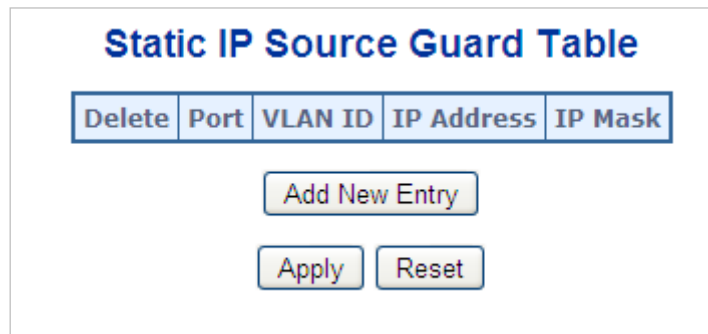 Static IP Source Guard Table
Delete Port VLAN ID IP Address IP Mask
Add New Entry
Apply Reset